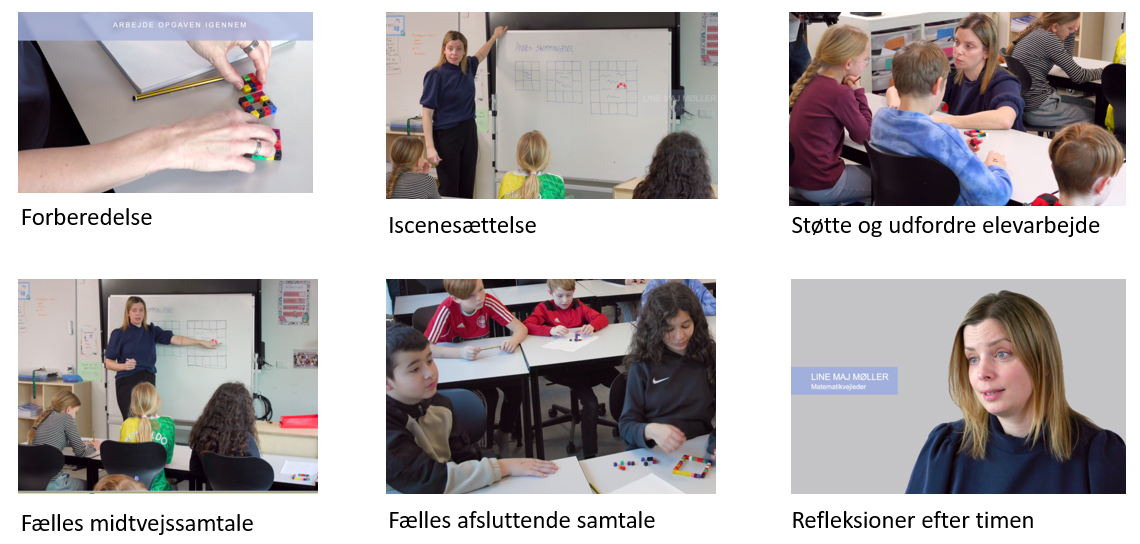 ARBEJDE OPGAVEN IGENNEM
LINE MAJ MØLLER
Forberedelse
Iscenesættelse
Støtte og udfordre elevarbejde
LINE MAJ MØLLER
Matematikvejleder
Fælles midtvejssamtale
Fælles afsluttende samtale
Refleksioner efter timen